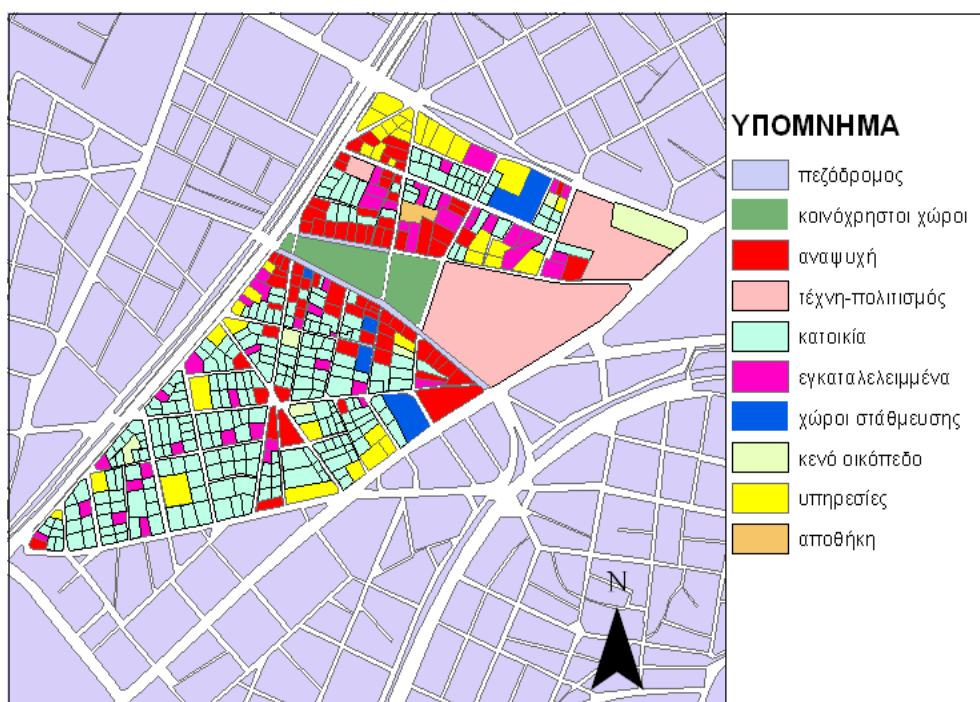 ΥΠΟΜΝΗΜΑ
πεζόδρομος
κοινόχρηστοι χώροι
αναψυχή
τέχνη-πολιτισμός
κατοικία
εγκαταλελειμμένα
χώροι στάθμευσης
κενό οικόπεδο
υπηρεσίες
αποθήκη
N